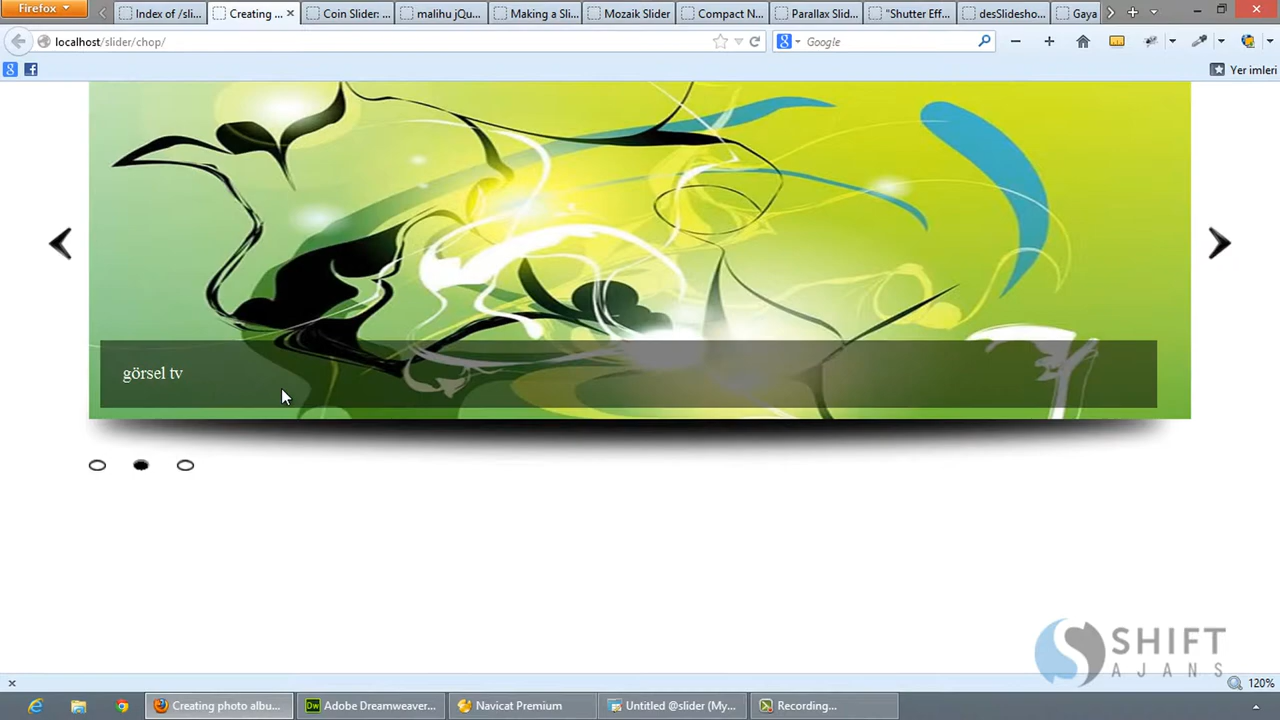 Firefox
Index of /sli...
Creating ...
Coin Slider: ...
malihu jQu...
Making a Sli...
Mozaik Slider
Compact N...
Parallax Slid...
"Shutter Eff...
desSlidesho...
Gaya
localhost/slider/chop/
Google
Yer imleri
görsel tv
SHIFT
AJANS
120%
Creating photo albu...
Adobe Dreamweaver...
Navicat Premium
Untitled @slider (My...
Recording...